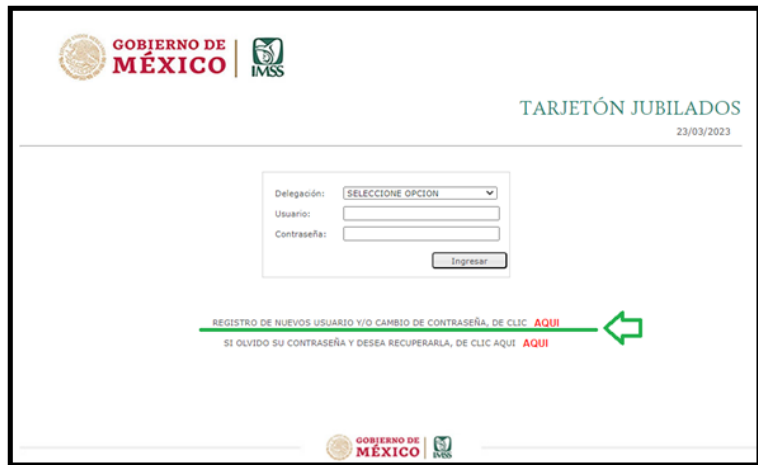 GOBIERNO DE
MÉXICO
IMSS
TARJETÓN JUBILADOS
23/03/2023
Delegación: SELECCIONE OPCION
Usuario:
Contraseña:
Ingresar
REGISTRO DE NUEVOS USUARIO Y/O CAMBIO DE CONTRASEÑA, DE CLIC AQUI
SI OLVIDO SU CONTRASEÑA Y DESEA RECUPERARLA, DE CLIC AQUI AQUI
GOBIERNO DE
MÉXICO
IMSS